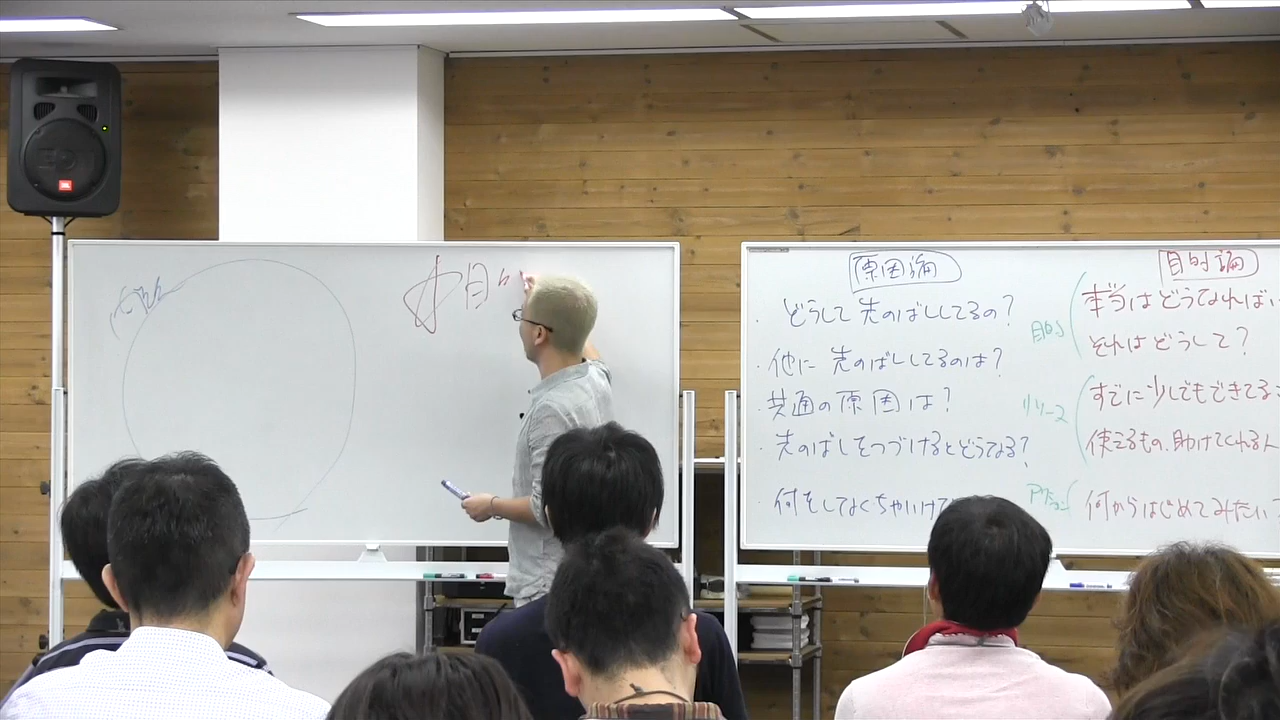 目的
原因論
・どうして先のばししてるの?
・他に先のばししてるのは?
・共通の原因は?
・先のばしをつづけるとどうなる?
・何をしなくちゃいけ
目的論
目的
本当はどうなれば
それはどうして?
リリース
すでに少しでもできてる
使えるもの、助けてくれる人
アクション
何からはじめてみたい?
JBL